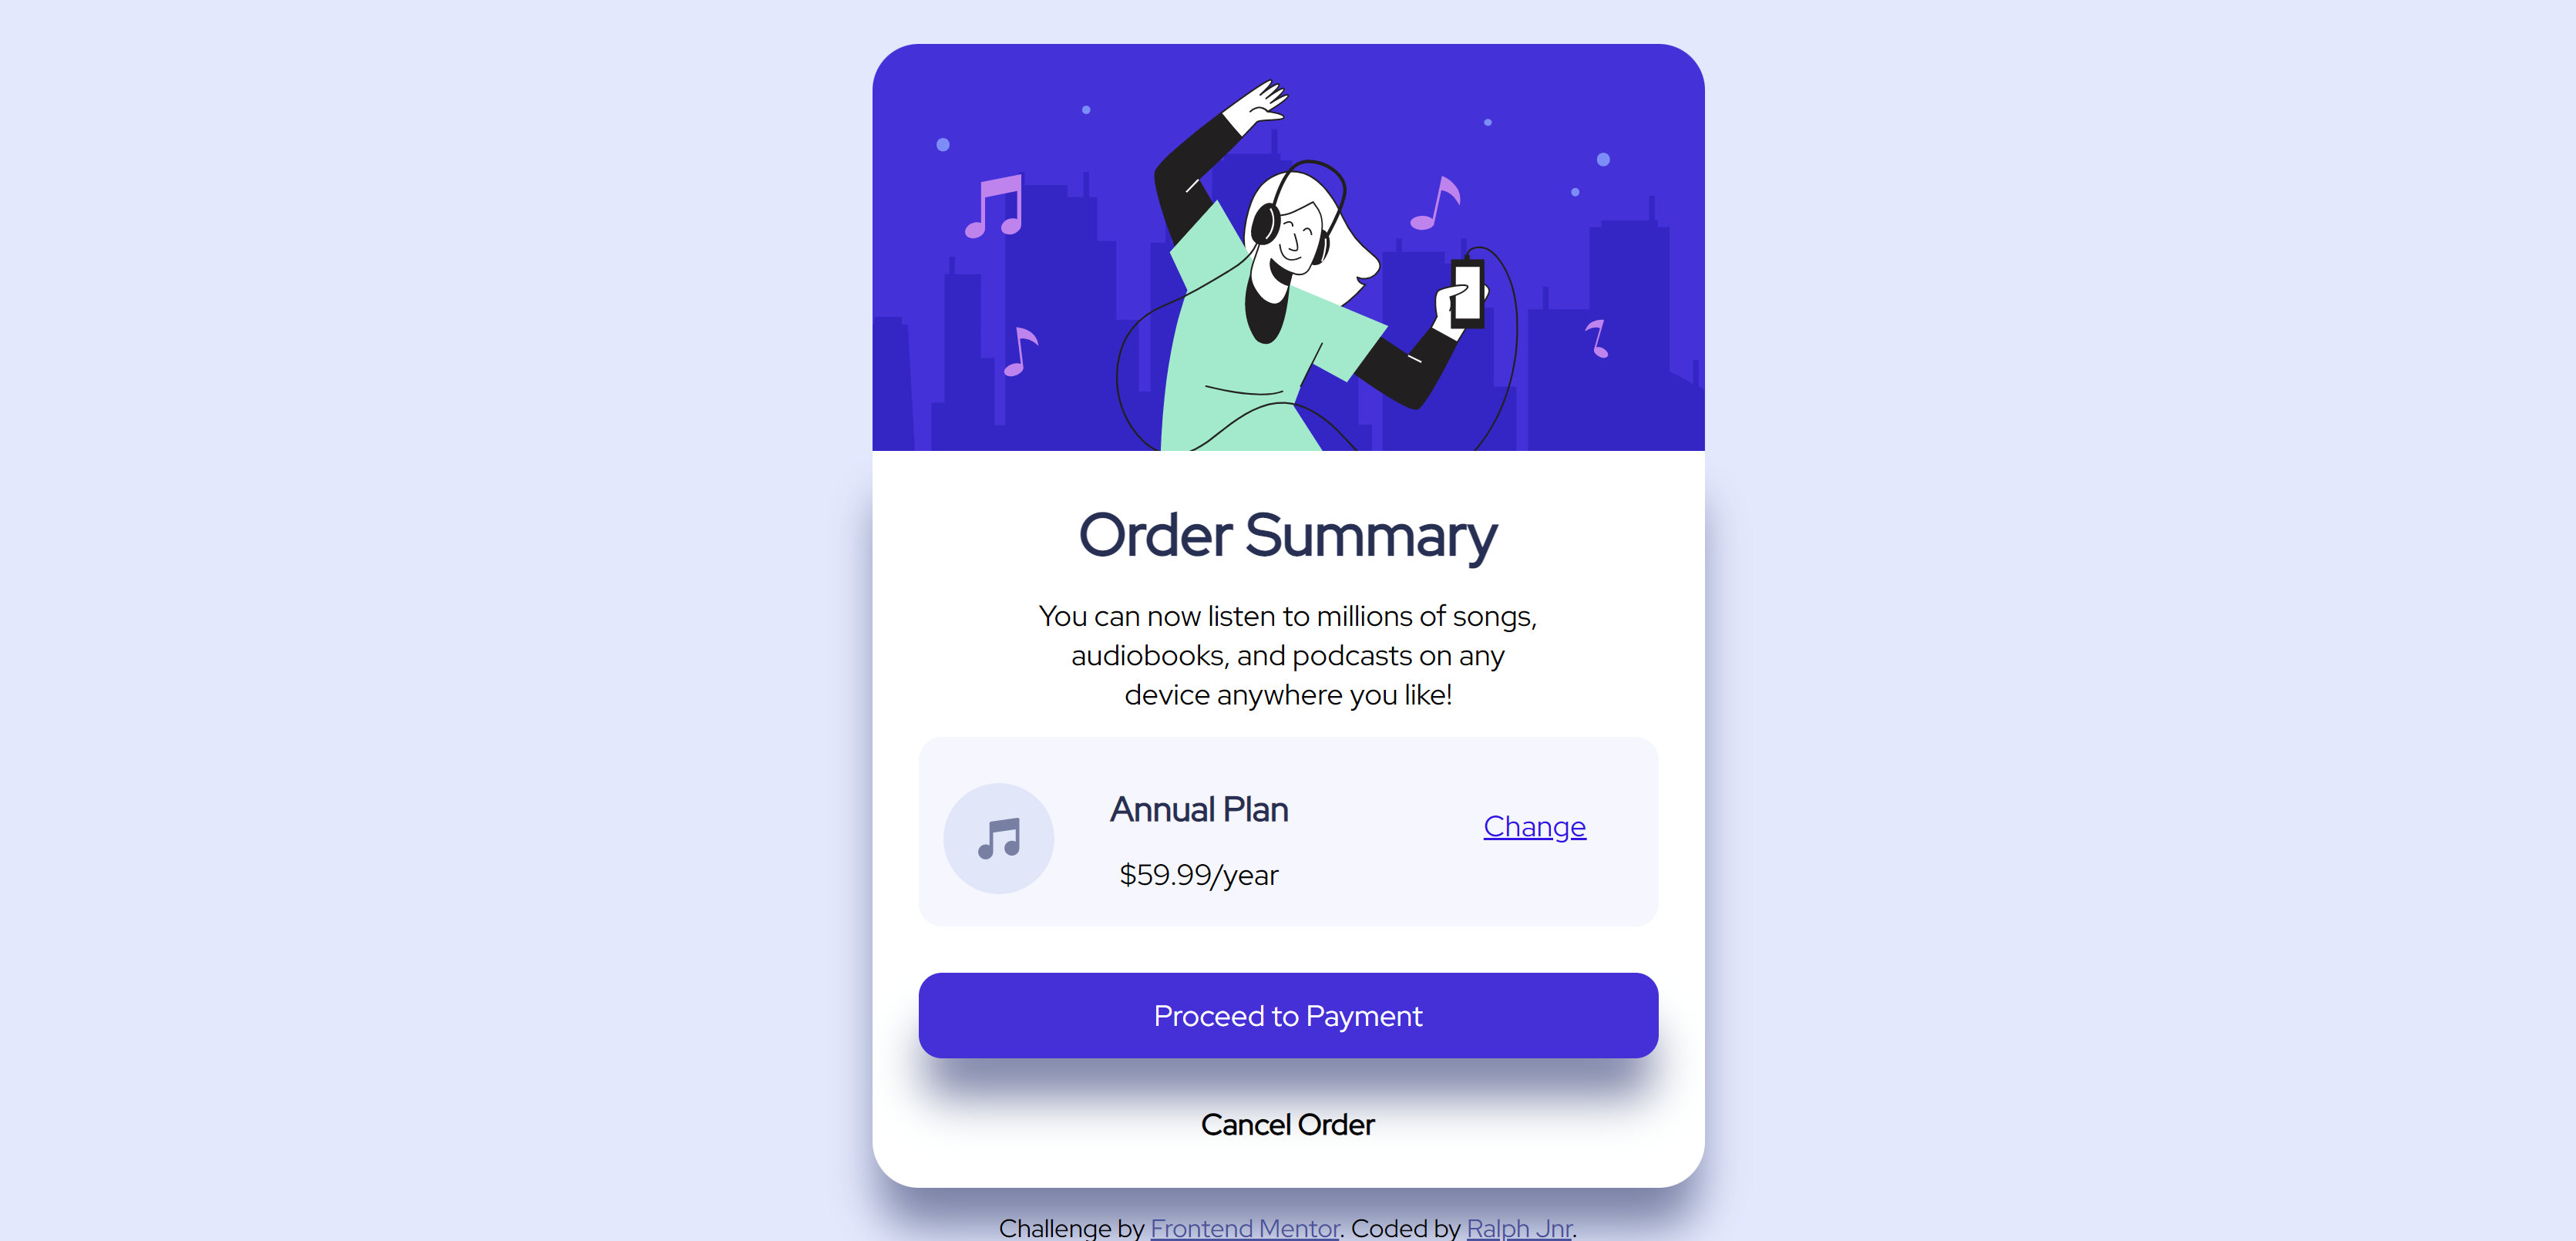 Order Summary
You can now listen to millions of songs,
audiobooks, and podcasts on any
device anywhere you like!
Annual Plan
$59.99/year
Change
Proceed to Payment
Cancel Order
Challenge by Frontend Mentor. Coded by Ralph Jnr.